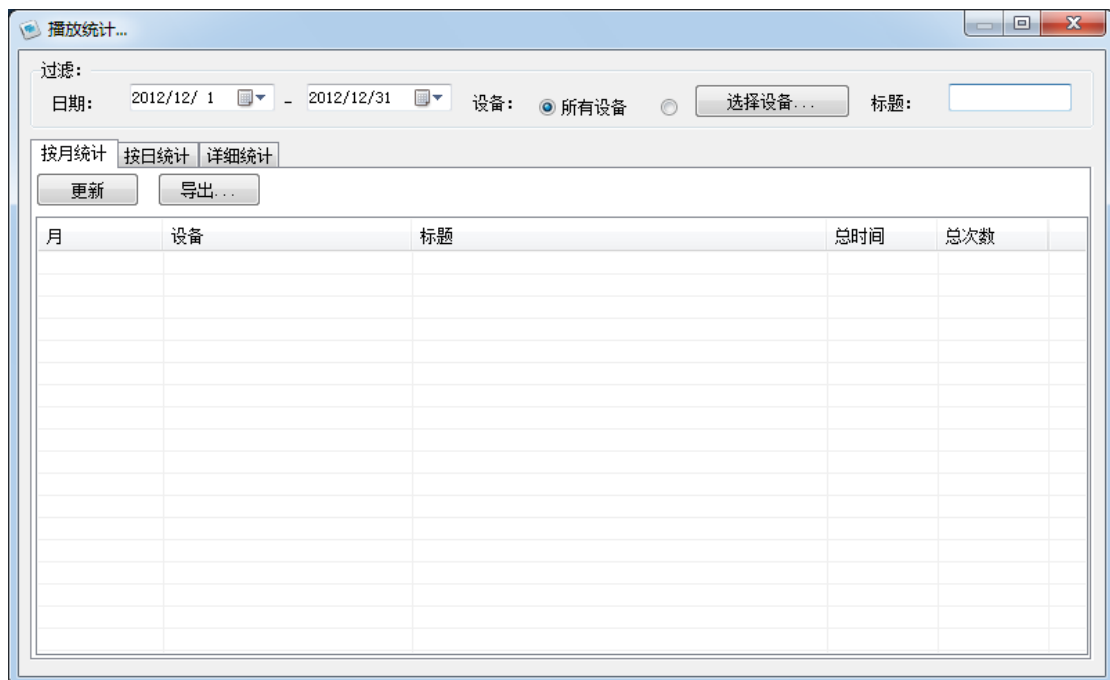 播放统计...
过滤：
日期： 2012/12/ 1 - 2012/12/31 设备： 所有设备 选择设备... 标题：
按月统计 按日统计 详细统计
更新 导出...
月 设备 标题 总时间 总次数